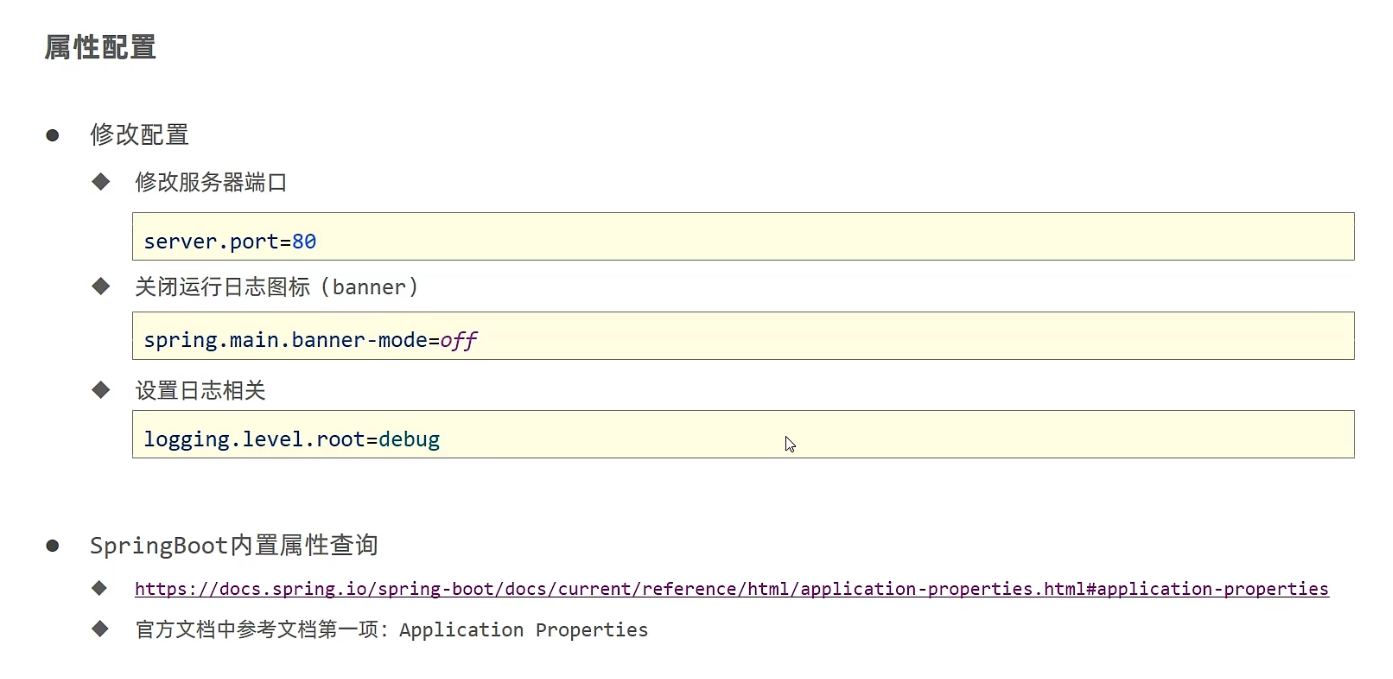 属性配置
修改配置
修改服务器端口
server.port=80
关闭运行日志图标（banner）
spring.main.banner-mode=off
设置日志相关
logging.level.root=debug
SpringBoot内置属性查询
https://docs.spring.io/spring-boot/docs/current/reference/html/application-properties.html#application-properties
官方文档中参考文档第一项：Application Properties